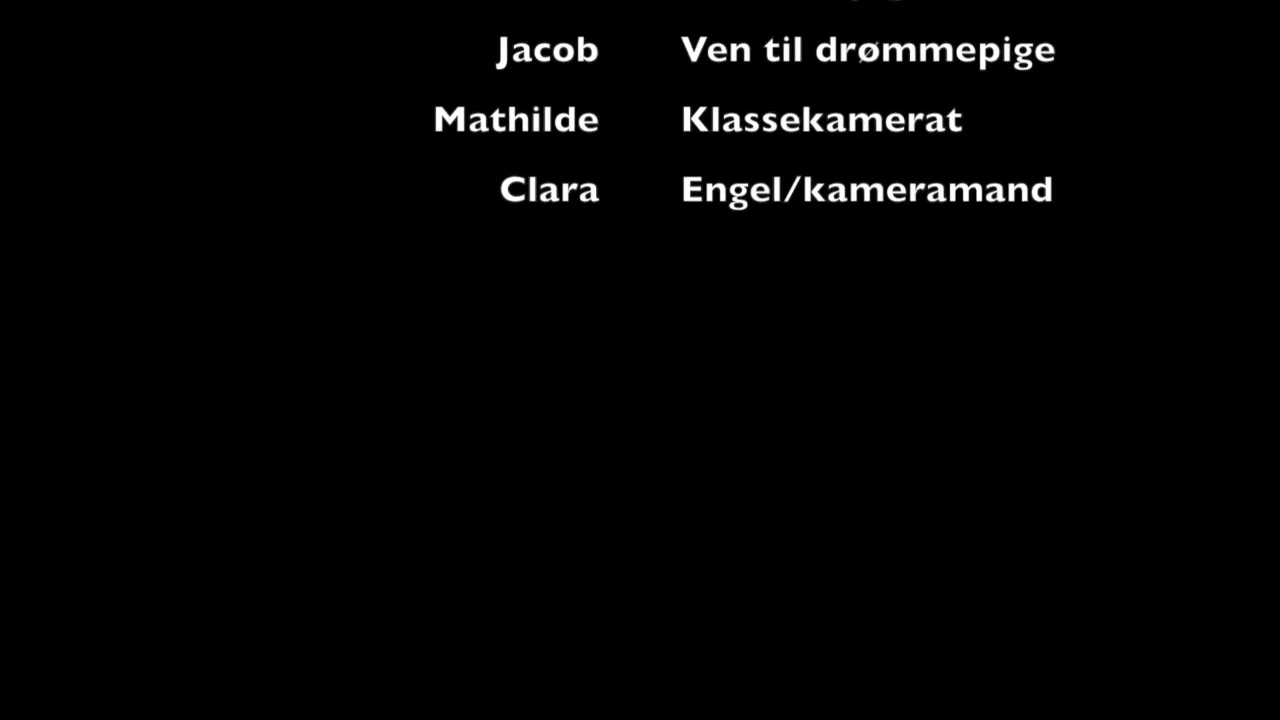 Jacob Ven til drømmepige
Mathilde Klassekamerat
Clara Engel/kameramand